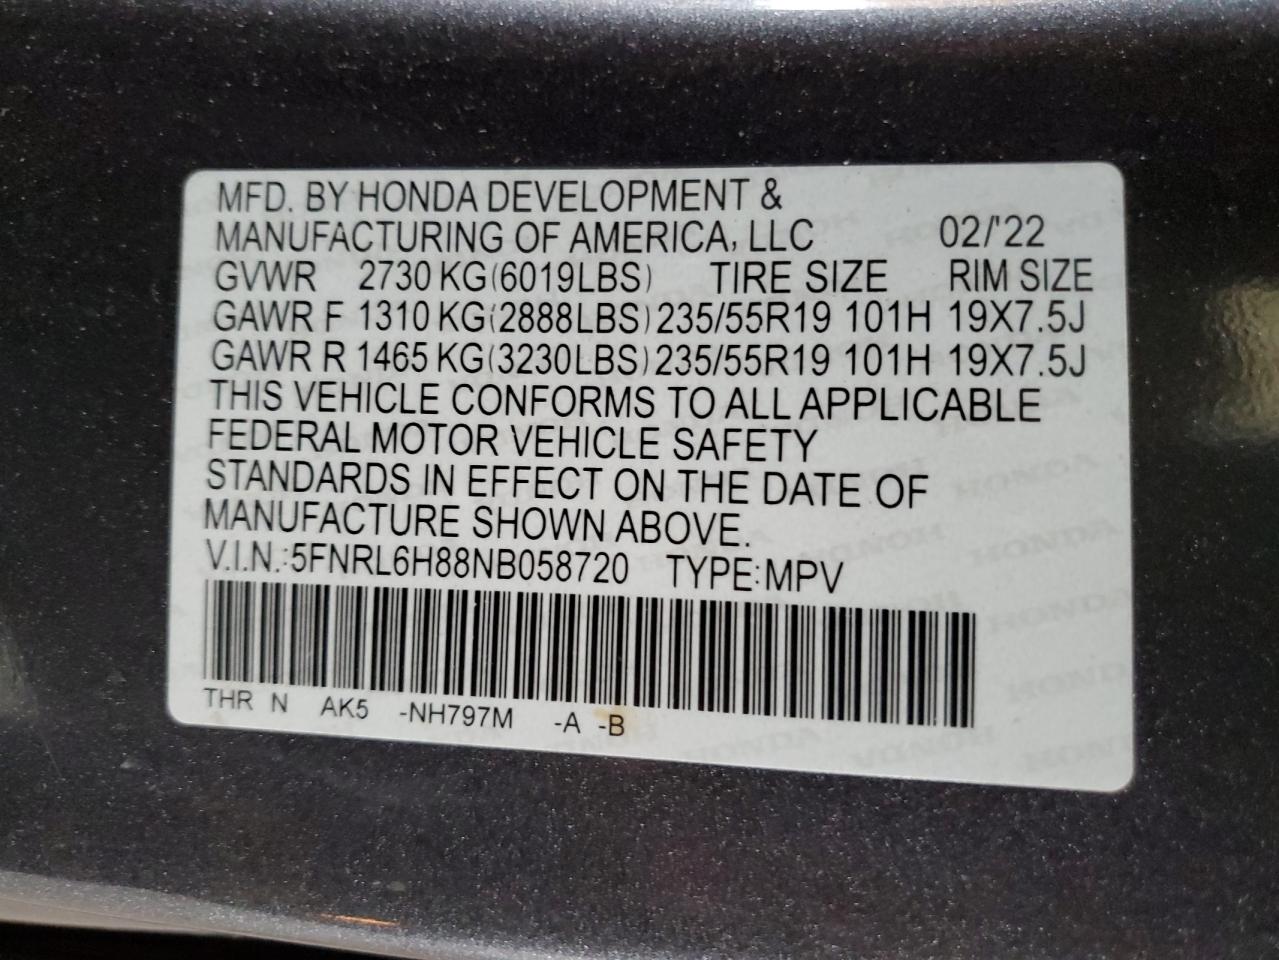 MFD. BY HONDA DEVELOPMENT &
MANUFACTURING OF AMERICA, LLC 02/'22
GVWR 2730 KG(6019LBS) TIRE SIZE RIM SIZE
GAWR F 1310 KG(2888LBS) 235/55R19 101H 19X7.5J
GAWR R 1465 KG(3230LBS) 235/55R19 101H 19X7.5J
THIS VEHICLE CONFORMS TO ALL APPLICABLE
FEDERAL MOTOR VEHICLE SAFETY
STANDARDS IN EFFECT ON THE DATE OF
MANUFACTURE SHOWN ABOVE.
V.I.N.:5FNRL6H88NB058720 TYPE:MPV
THR N AK5 -NH797M -A -B